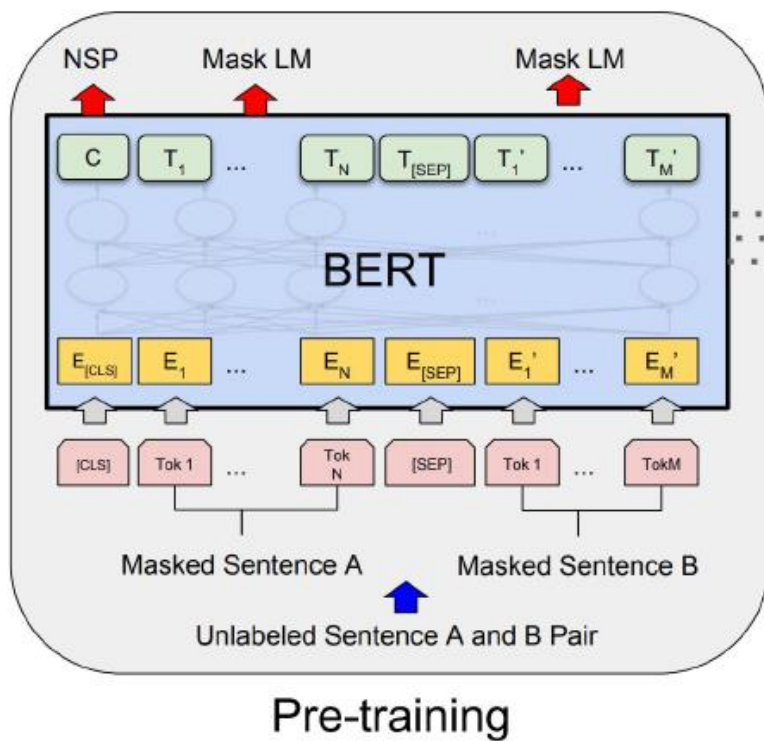 NSP Mask LM Mask LM
C T1 ... TN T[SEP] T1' ... TM'
...
BERT
...
E[CLS] E1 ... EN E[SEP] E1' ... EM'
[CLS] Tok 1 ... Tok N [SEP] Tok 1 ... TokM
Masked Sentence A Masked Sentence B
Unlabeled Sentence A and B Pair
Pre-training